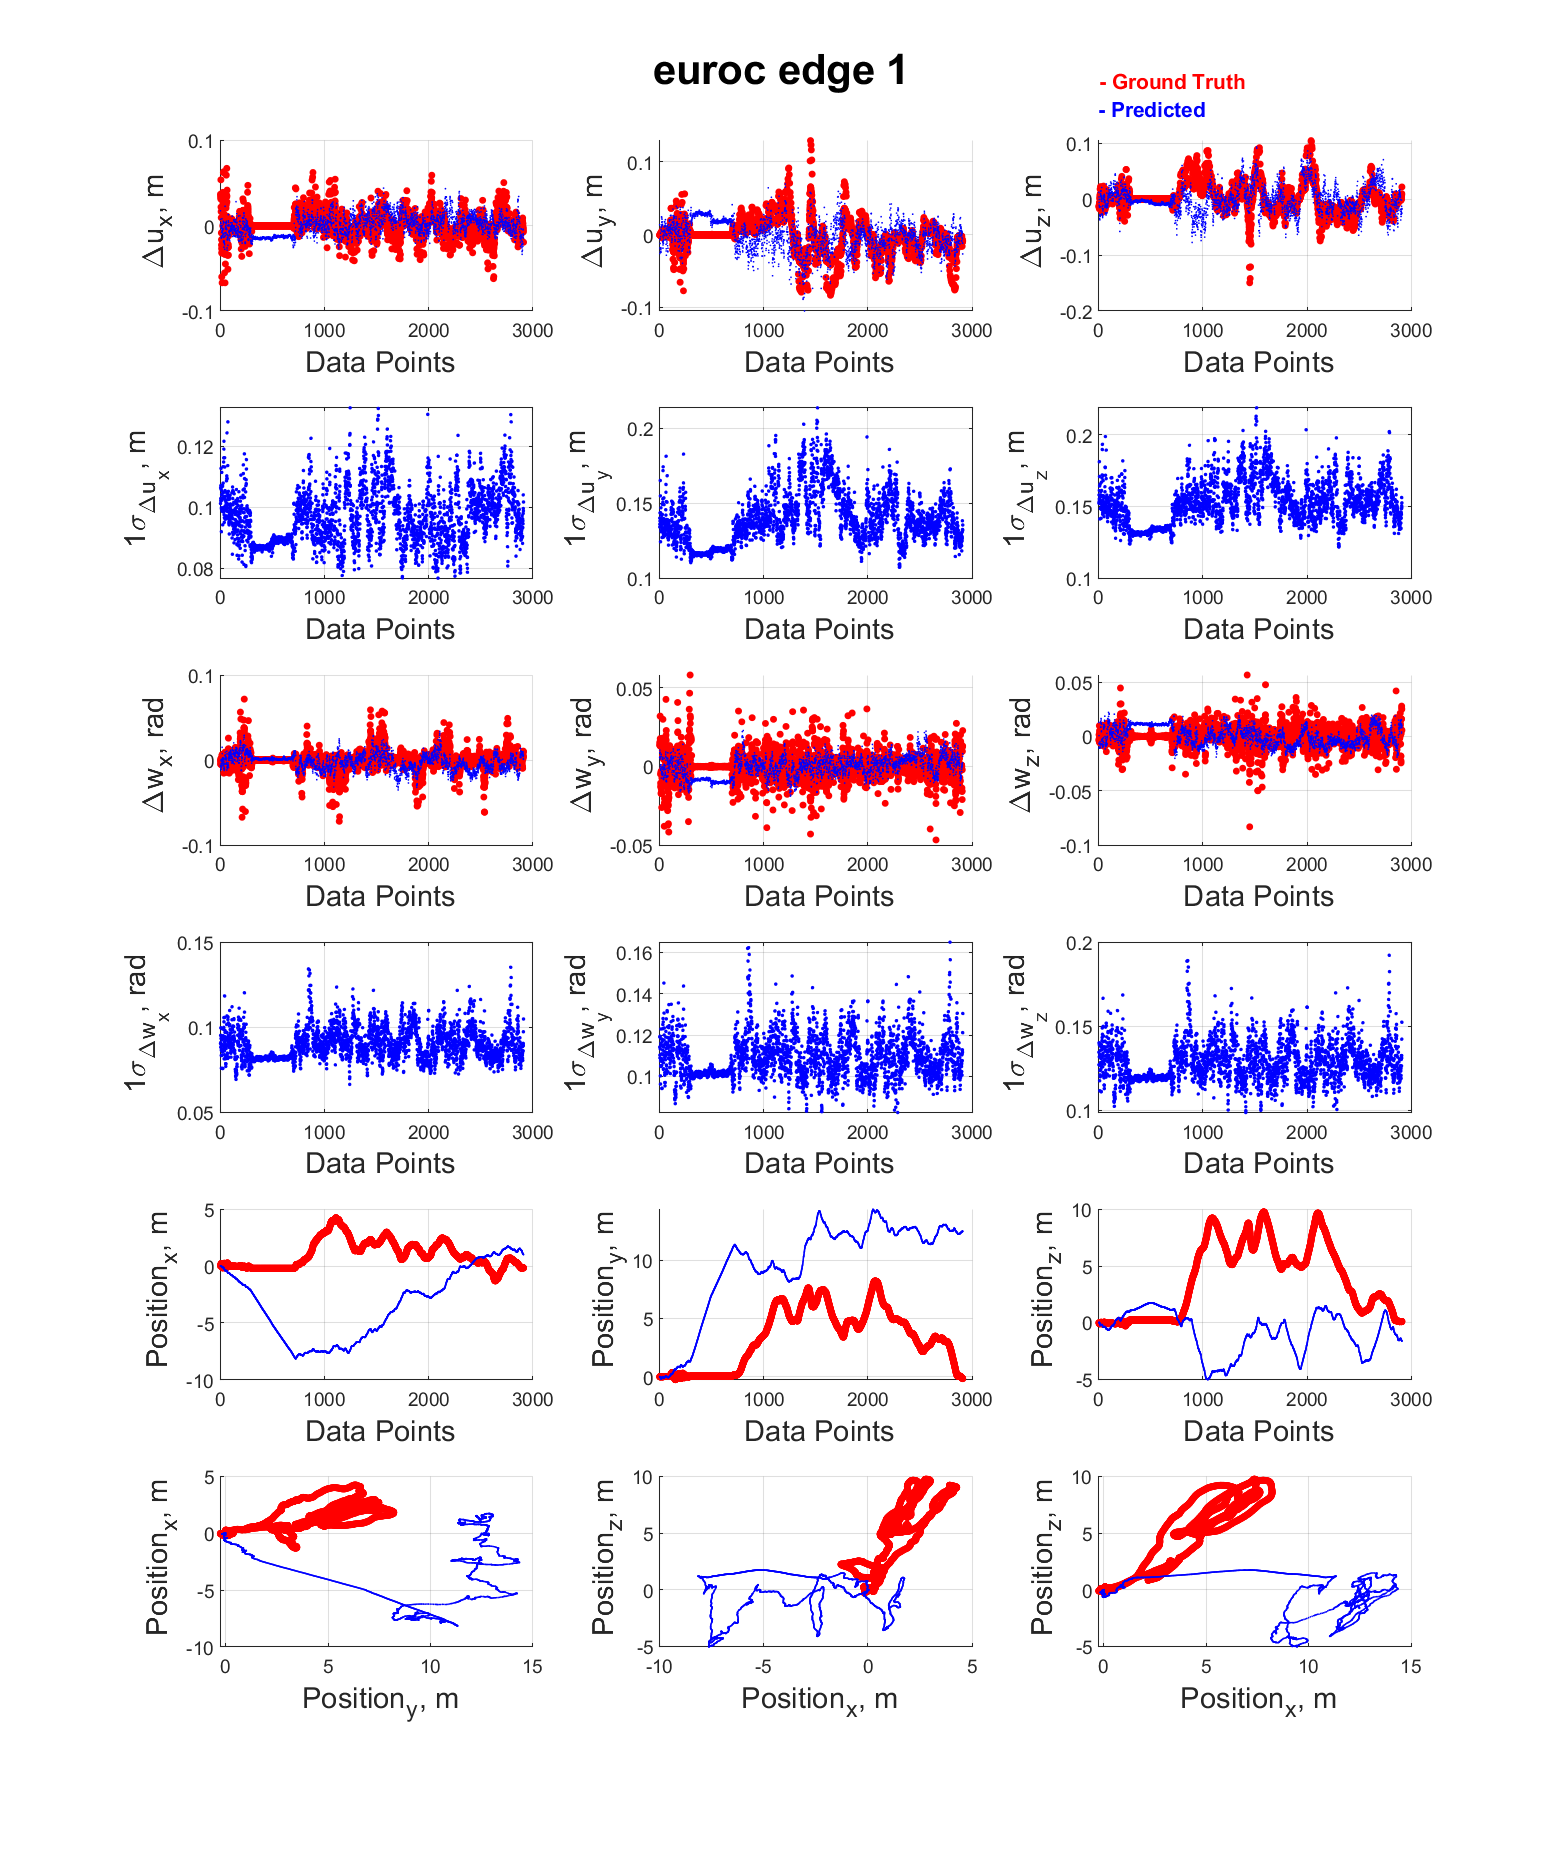 euroc edge 1
- Ground Truth
- Predicted
0.1
0
-0.1
Δu_x, m
0 1000 2000 3000
Data Points
0.1
0
-0.1
Δu_y, m
0 1000 2000 3000
Data Points
0.1
0
-0.1
-0.2
Δu_z, m
0 1000 2000 3000
Data Points
0.12
0.1
0.08
1σ_Δu_x, m
0 1000 2000 3000
Data Points
0.2
0.15
0.1
1σ_Δu_y, m
0 1000 2000 3000
Data Points
0.2
0.15
0.1
1σ_Δu_z, m
0 1000 2000 3000
Data Points
0.1
0
-0.1
Δw_x, rad
0 1000 2000 3000
Data Points
0.05
0
-0.05
Δw_y, rad
0 1000 2000 3000
Data Points
0.05
0
-0.05
-0.1
Δw_z, rad
0 1000 2000 3000
Data Points
0.15
0.1
0.05
1σ_Δw_x, rad
0 1000 2000 3000
Data Points
0.16
0.14
0.12
0.1
1σ_Δw_y, rad
0 1000 2000 3000
Data Points
0.2
0.15
0.1
1σ_Δw_z, rad
0 1000 2000 3000
Data Points
5
0
-5
-10
Position_x, m
0 1000 2000 3000
Data Points
10
5
0
Position_y, m
0 1000 2000 3000
Data Points
10
5
0
-5
Position_z, m
0 1000 2000 3000
Data Points
5
0
-5
-10
Position_x, m
0 5 10 15
Position_y, m
10
5
0
-5
Position_z, m
-10 -5 0 5
Position_x, m
10
5
0
-5
Position_z, m
0 5 10 15
Position_x, m